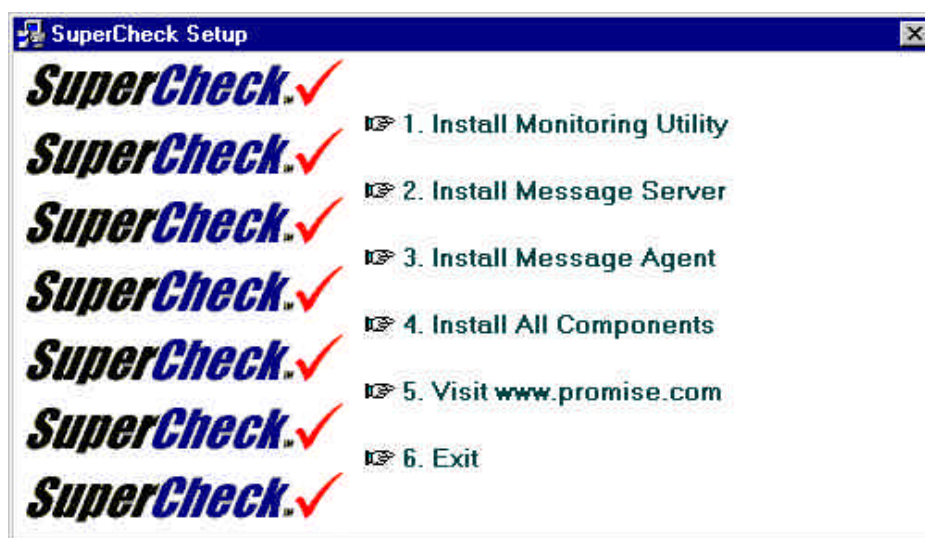 SuperCheck Setup
SuperCheck
SuperCheck
SuperCheck
SuperCheck
SuperCheck
SuperCheck
SuperCheck
1. Install Monitoring Utility
2. Install Message Server
3. Install Message Agent
4. Install All Components
5. Visit www.promise.com
6. Exit